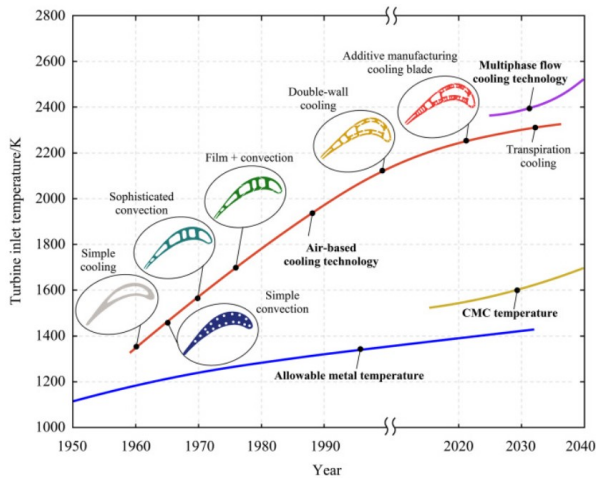 2800
2600
2400
2200
2000
1800
1600
1400
1200
1000
Turbine inlet temperature/K
Additive manufacturing
cooling blade
Multiphase flow
cooling technology
Double-wall
cooling
Transpiration
cooling
Film + convection
Sophisticated
convection
Air-based
cooling technology
Simple
cooling
Simple
convection
CMC temperature
Allowable metal temperature
1950
1960
1970
1980
1990
2020
2030
2040
Year